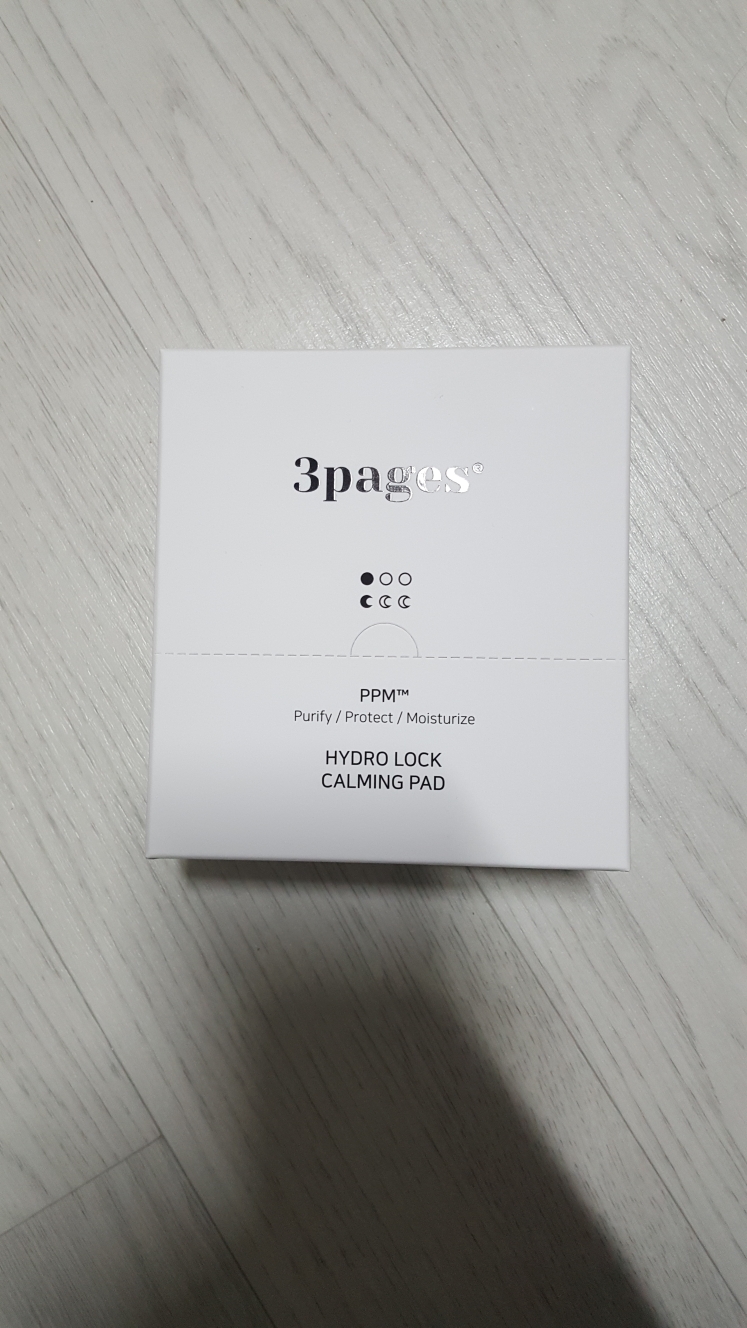 3pages®
PPM™
Purify / Protect / Moisturize
HYDRO LOCK
CALMING PAD